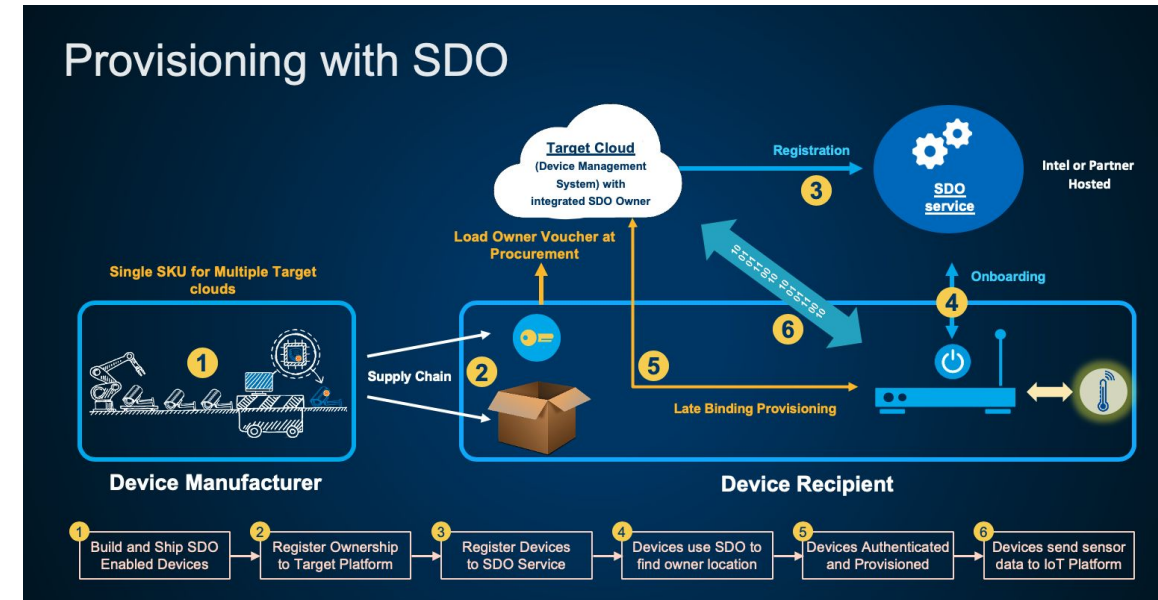 Provisioning with SDO
Target Cloud
(Device Management
System) with
integrated SDO Owner
Registration
3
SDO
service
Intel or Partner
Hosted
Load Owner Voucher at
Procurement
Single SKU for Multiple Target
clouds
1
Supply Chain
2
1011100 1011100
0011001 0011001
6
5
4
Onboarding
Late Binding Provisioning
Device Manufacturer
Device Recipient
1
Build and Ship SDO
Enabled Devices
2
Register Ownership
to Target Platform
3
Register Devices
to SDO Service
4
Devices use SDO to
find owner location
5
Devices Authenticated
and Provisioned
6
Devices send sensor
data to IoT Platform